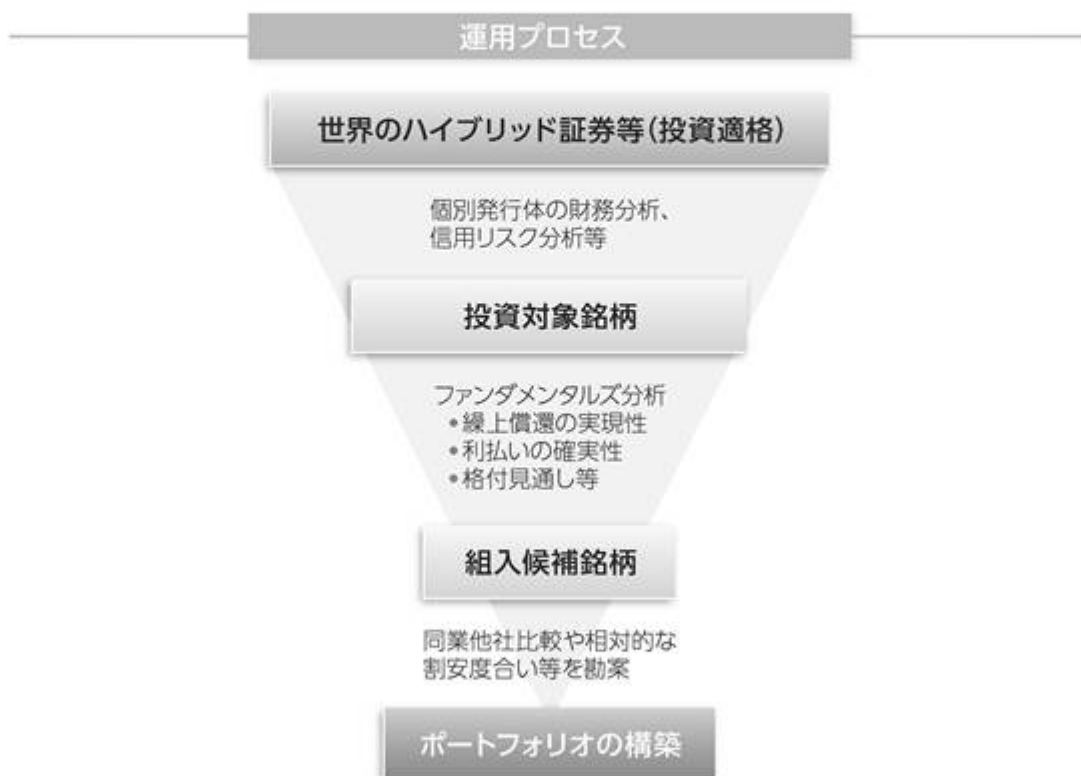 運用プロセス
世界のハイブリッド証券等(投資適格)
個別発行体の財務分析、
信用リスク分析等
投資対象銘柄
ファンダメンタルズ分析
•繰上償還の実現性
•利払いの確実性
•格付見通し等
組入候補銘柄
同業他社比較や相対的な
割安度合い等を勘案
ポートフォリオの構築